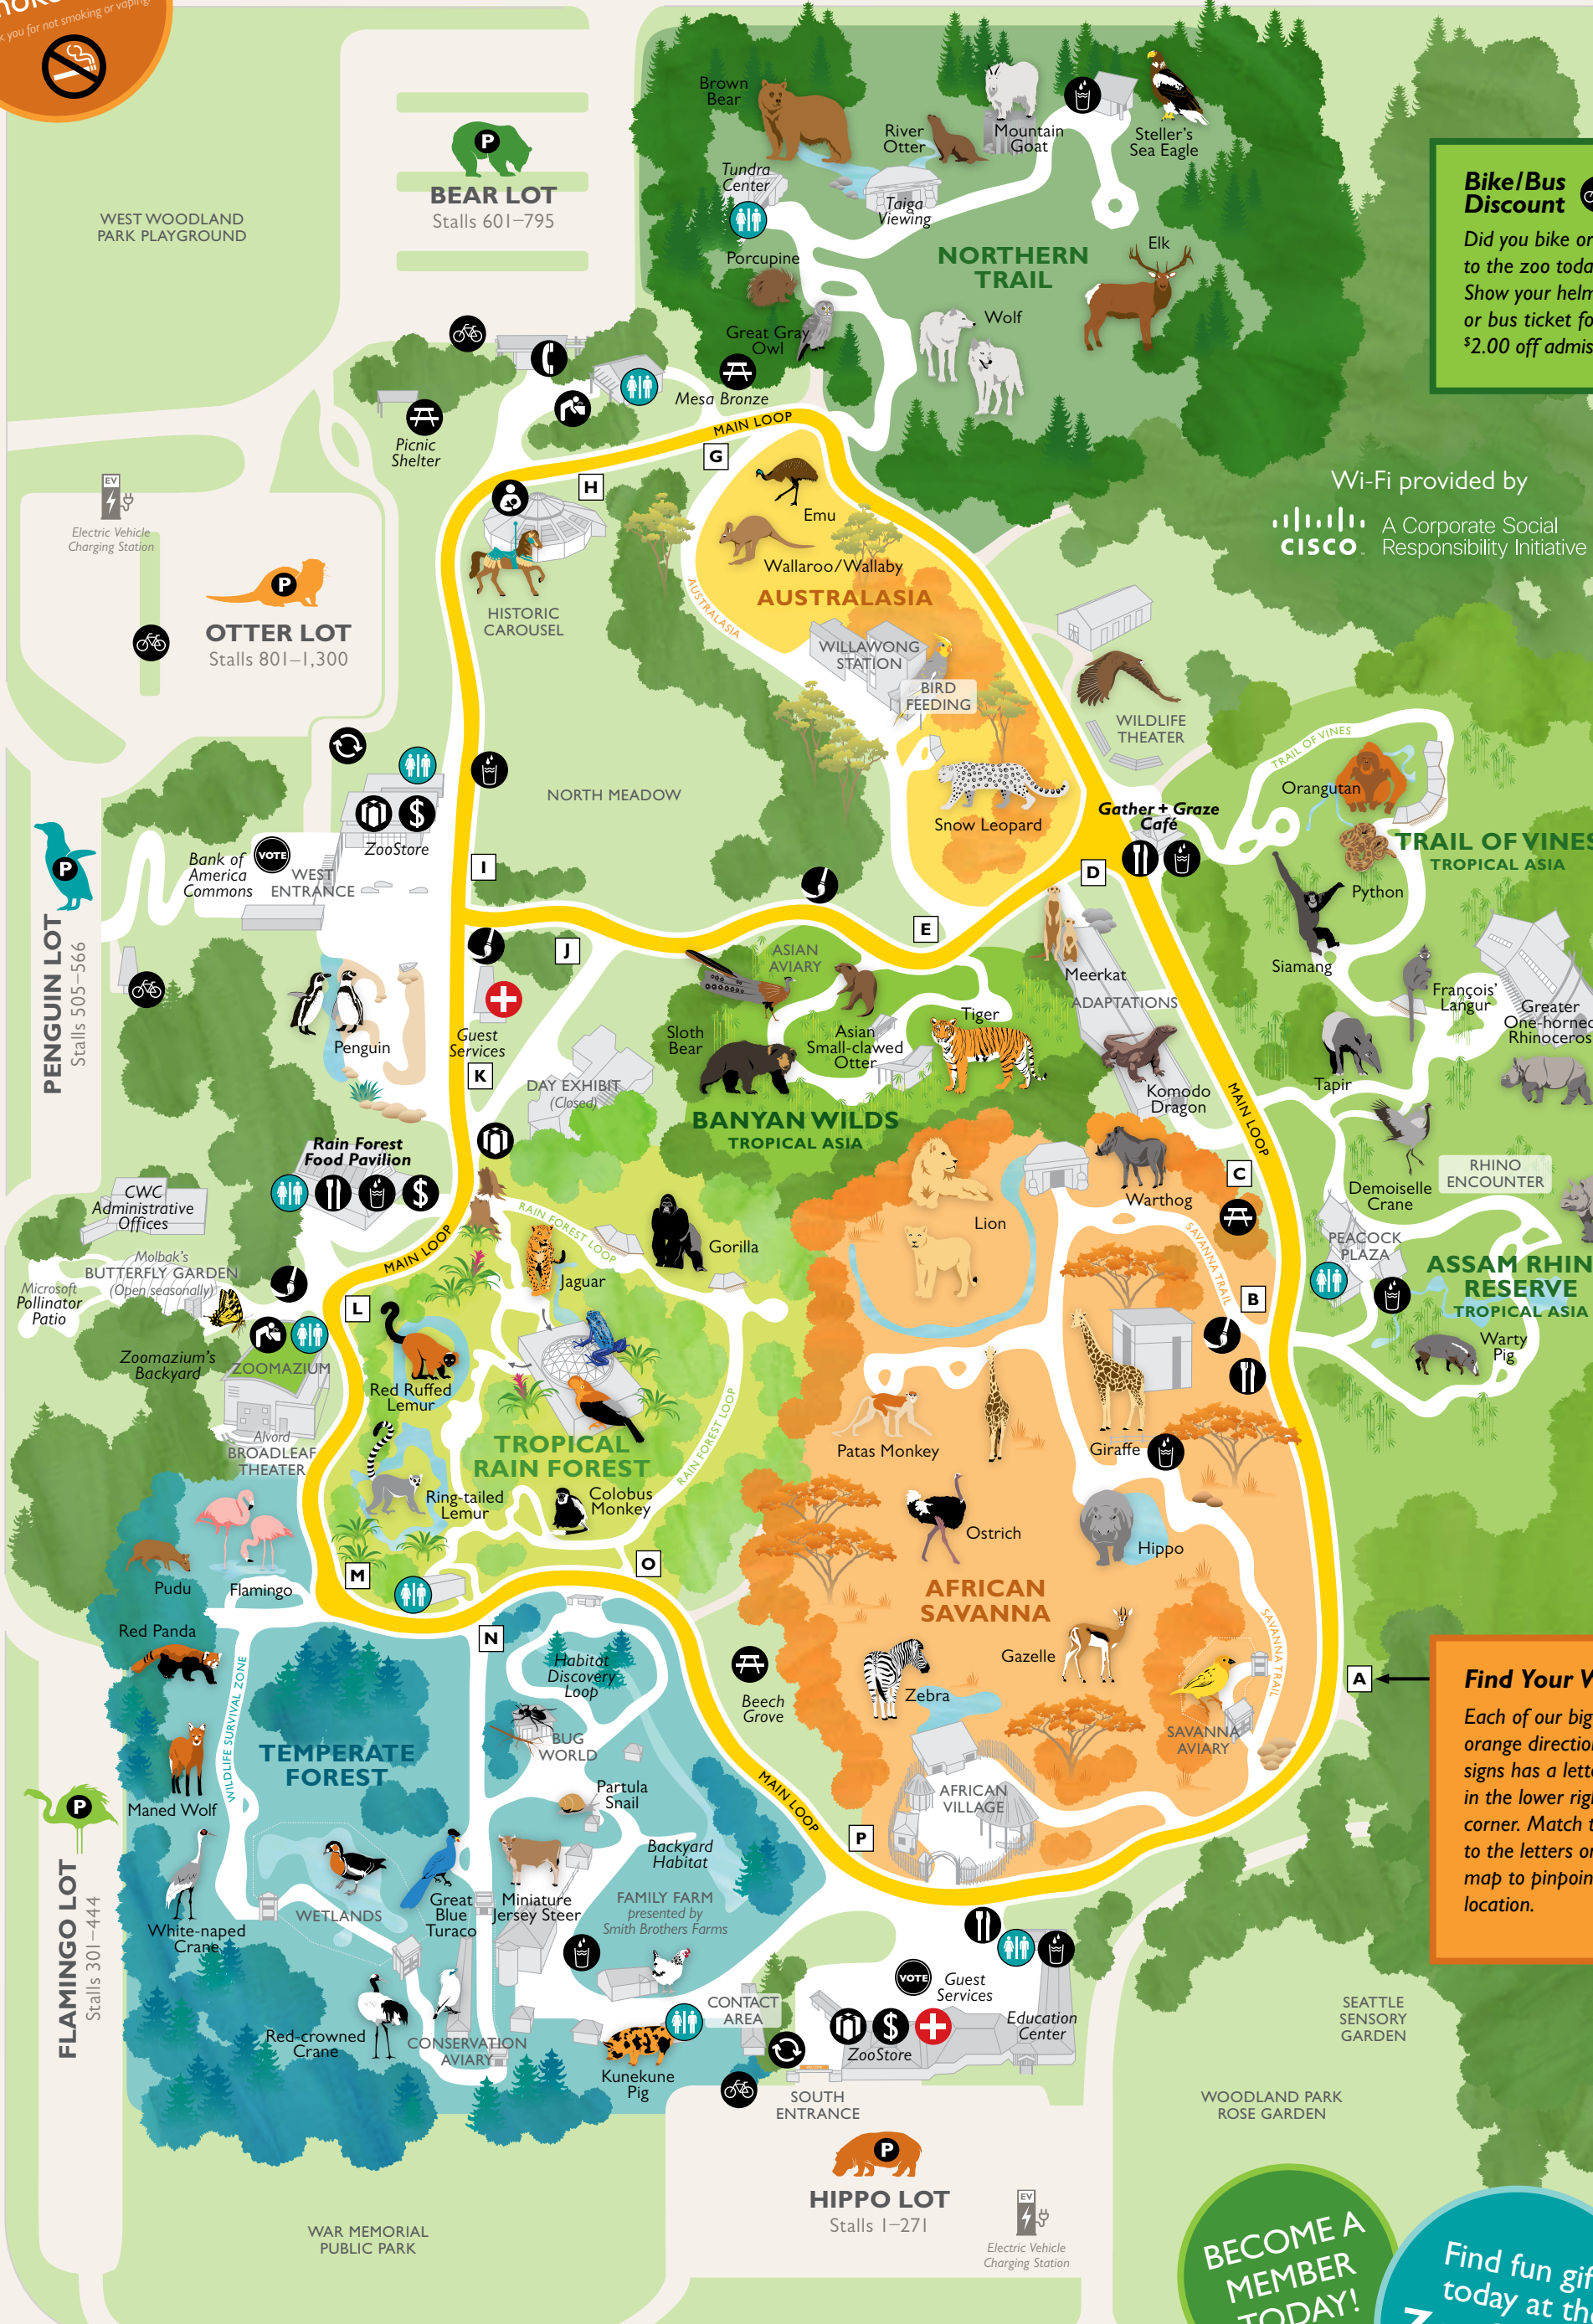 k you for not smoking or vaping.
WEST WOODLAND
PARK PLAYGROUND
P
BEAR LOT
Stalls 601–795
Brown
Bear
River
Otter
Mountain
Goat
Steller's
Sea Eagle
Tundra
Center
Taiga
Viewing
Porcupine
NORTHERN
TRAIL
Elk
Great Gray
Owl
Wolf
Mesa Bronze
Picnic
Shelter
Bike/Bus
Discount
Did you bike or
to the zoo toda
Show your helm
or bus ticket fo
$2.00 off admis
MAIN LOOP
G
H
EV
Electric Vehicle
Charging Station
P
OTTER LOT
Stalls 801–1,300
HISTORIC
CAROUSEL
Emu
Wallaroo/Wallaby
AUSTRALASIA
AUSTRALASIA
WILLAWONG
STATION
BIRD
FEEDING
Snow Leopard
Wi-Fi provided by
CISCO
A Corporate Social
Responsibility Initiative
WILDLIFE
THEATER
NORTH MEADOW
Gather + Graze
Café
TRAIL OF VINES
Orangutan
TRAIL OF VINES
TROPICAL ASIA
Python
Siamang
François'
Langur
Greater
One-horned
Rhinoceros
Tapir
P
PENGUIN LOT
Stalls 505–566
Bank of
America
Commons
VOTE
$
ZooStore
WEST
ENTRANCE
I
D
E
J
Penguin
Guest
Services
K
DAY EXHIBIT
(Closed)
ASIAN
AVIARY
Sloth
Bear
Asian
Small-clawed
Otter
Tiger
BANYAN WILDS
TROPICAL ASIA
Meerkat
ADAPTATIONS
Komodo
Dragon
MAIN LOOP
C
Warthog
Lion
SAVANNA TRAIL
B
Demoiselle
Crane
RHINO
ENCOUNTER
PEACOCK
PLAZA
ASSAM RHIN
RESERVE
TROPICAL ASIA
Warty
Pig
Rain Forest
Food Pavilion
$
CWC
Administrative
Offices
Molbak's
BUTTERFLY GARDEN
(Open seasonally)
Microsoft
Pollinator
Patio
Zoomazium's
Backyard
ZOOMAZIUM
Alvord
BROADLEAF
THEATER
MAIN LOOP
L
RAIN FOREST LOOP
Jaguar
Gorilla
Red Ruffed
Lemur
TROPICAL
RAIN FOREST
Ring-tailed
Lemur
Colobus
Monkey
RAIN FOREST LOOP
Patas Monkey
Giraffe
Ostrich
Hippo
AFRICAN
SAVANNA
Gazelle
Zebra
SAVANNA TRAIL
SAVANNA
AVIARY
AFRICAN
VILLAGE
A
Find Your W
Each of our big
orange direction
signs has a lette
in the lower righ
corner. Match t
to the letters on
map to pinpoin
location.
Pudu
Flamingo
M
O
N
Red Panda
WILDLIFE SURVIVAL ZONE
Maned Wolf
TEMPERATE
FOREST
Habitat
Discovery
Loop
BUG
WORLD
Beech
Grove
Partula
Snail
MAIN LOOP
P
White-naped
Crane
WETLANDS
Great
Blue
Turaco
Miniature
Jersey Steer
Backyard
Habitat
FAMILY FARM
presented by
Smith Brothers Farms
Red-crowned
Crane
CONSERVATION
AVIARY
Kunekune
Pig
CONTACT
AREA
VOTE
Guest
Services
$
ZooStore
Education
Center
SOUTH
ENTRANCE
P
FLAMINGO LOT
Stalls 301–444
P
HIPPO LOT
Stalls 1–271
EV
Electric Vehicle
Charging Station
WAR MEMORIAL
PUBLIC PARK
SEATTLE
SENSORY
GARDEN
WOODLAND PARK
ROSE GARDEN
BECOME A
MEMBER
TODAY!
Find fun gif
today at th